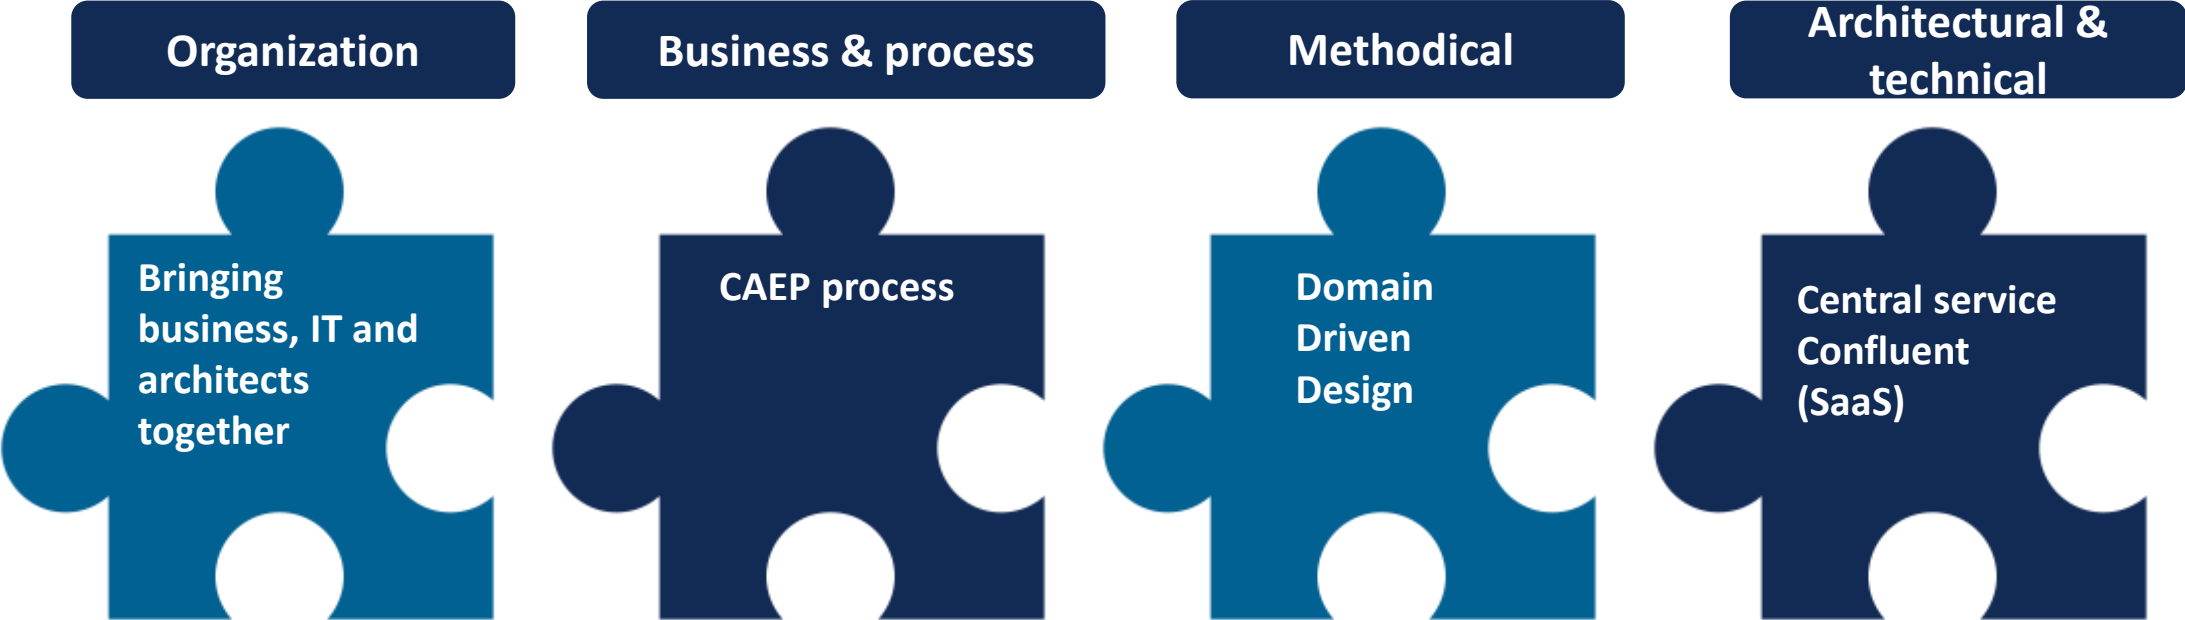 Organization
Business & process
Methodical
Architectural &
technical
Bringing
business, IT and
architects
together
CAEP process
Domain
Driven
Design
Central service
Confluent
(SaaS)